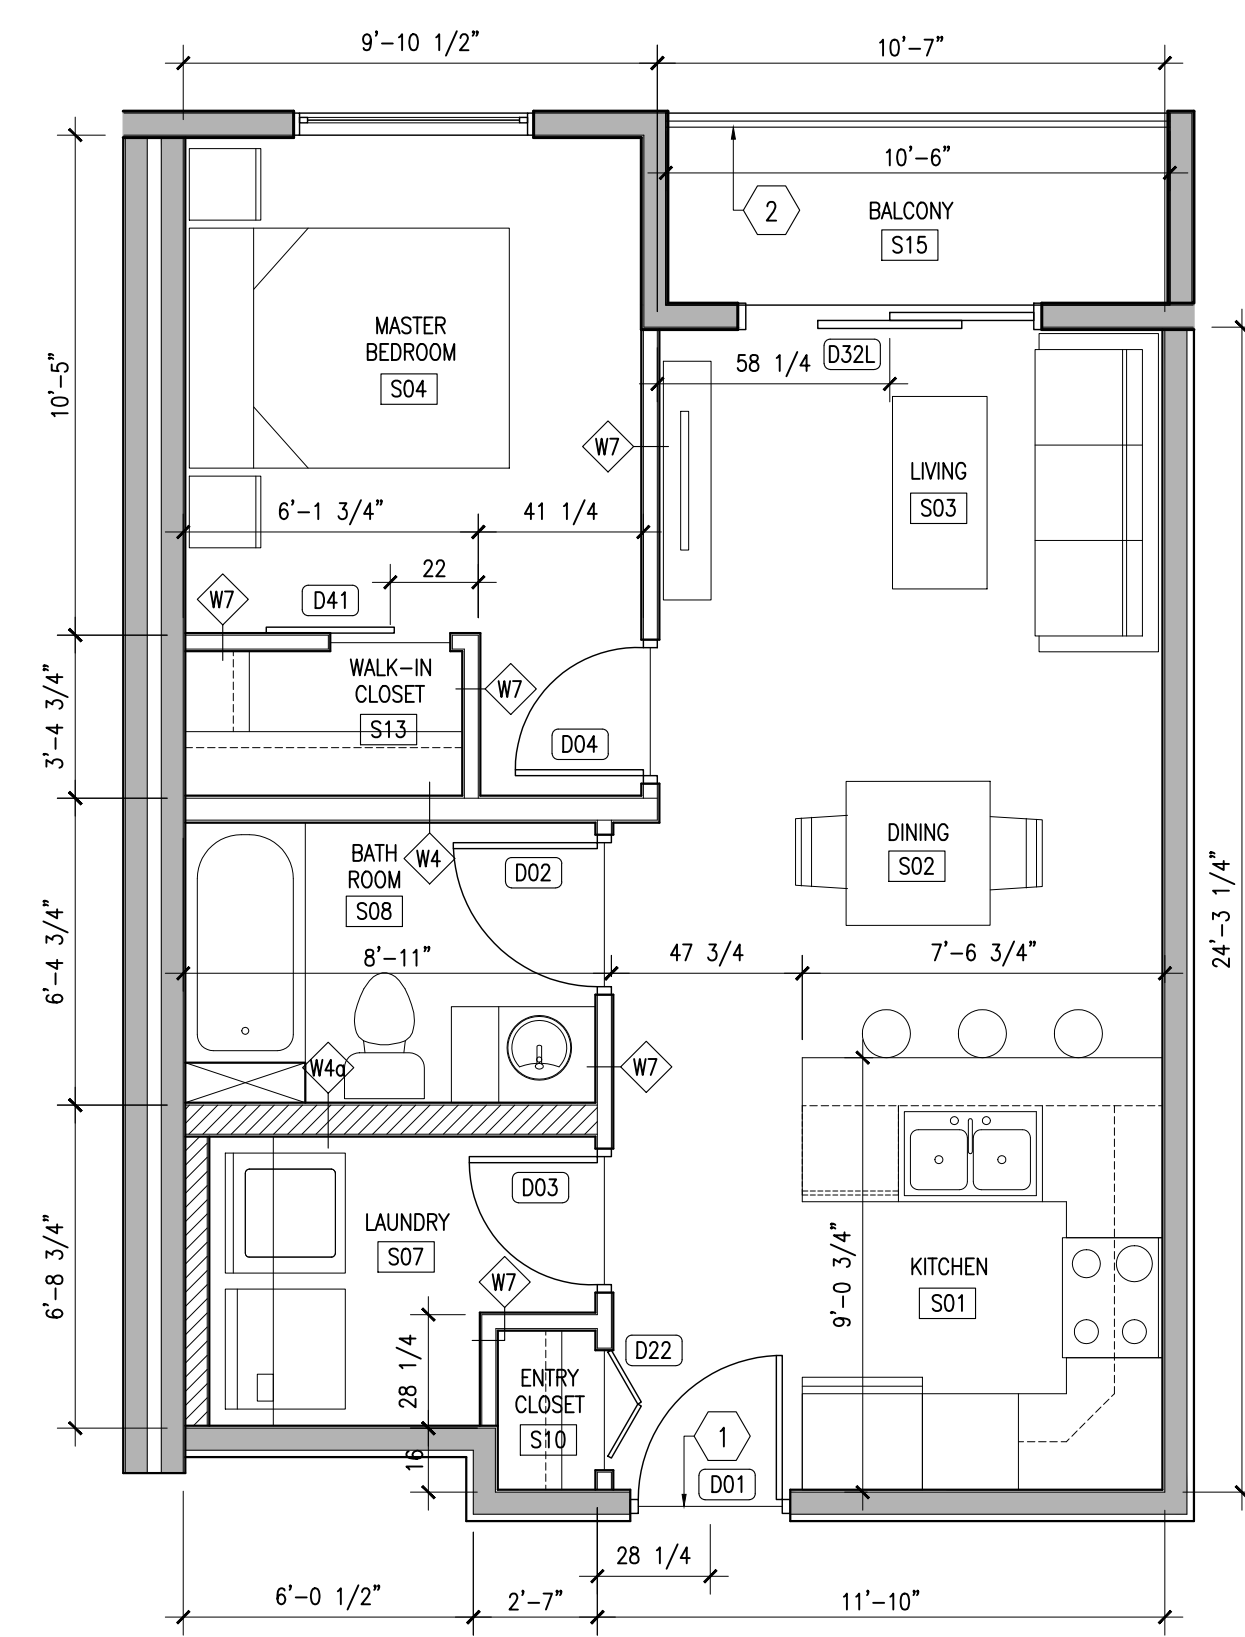 9'-10 1/2"
10'-7"
10'-6"
2
BALCONY
S15
MASTER
BEDROOM
S04
D32L
58 1/4
10'-5"
W7
LIVING
S03
6'-1 3/4"
41 1/4
22
W7
D41
WALK-IN
CLOSET
S13
W7
3'-4 3/4"
D04
DINING
S02
BATH
ROOM
S08
W4
D02
24'-3 1/4"
6'-4 3/4"
8'-11"
47 3/4
7'-6 3/4"
W4a
W7
D03
LAUNDRY
S07
6'-8 3/4"
W7
KITCHEN
S01
9'-0 3/4"
D22
28 1/4
ENTRY
CLOSET
S10
1
16
D01
28 1/4
6'-0 1/2"
2'-7"
11'-10"